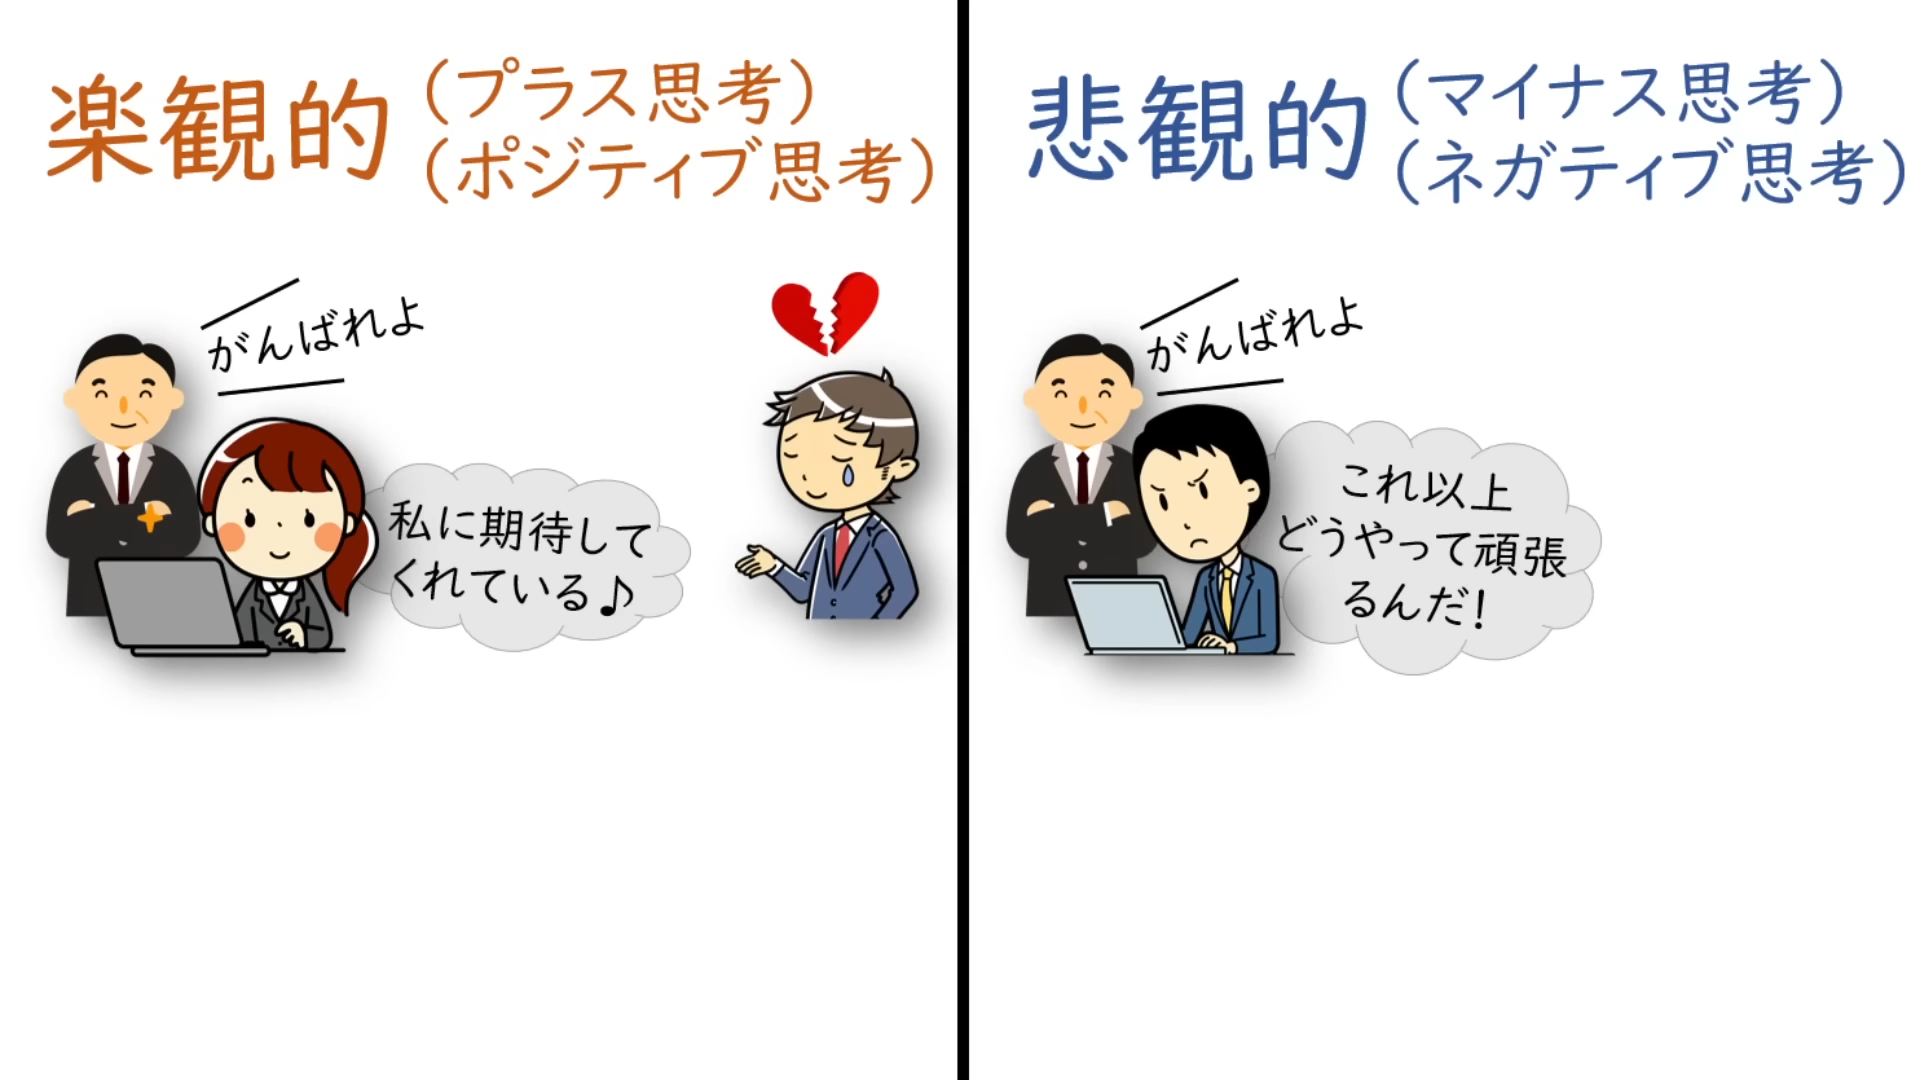 楽観的
（プラス思考）
（ポジティブ思考）
がんばれよ
私に期待して
くれている♪
悲観的
（マイナス思考）
（ネガティブ思考）
がんばれよ
これ以上
どうやって頑張
るんだ！